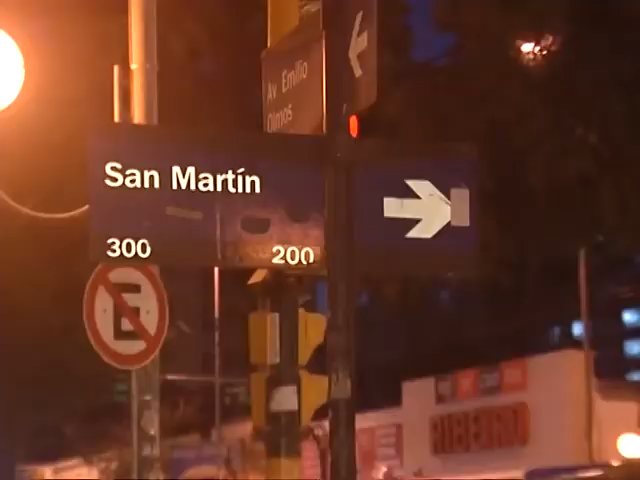 Av Emilio
Olmos
San Martín
300 200
E
RIBEIRO